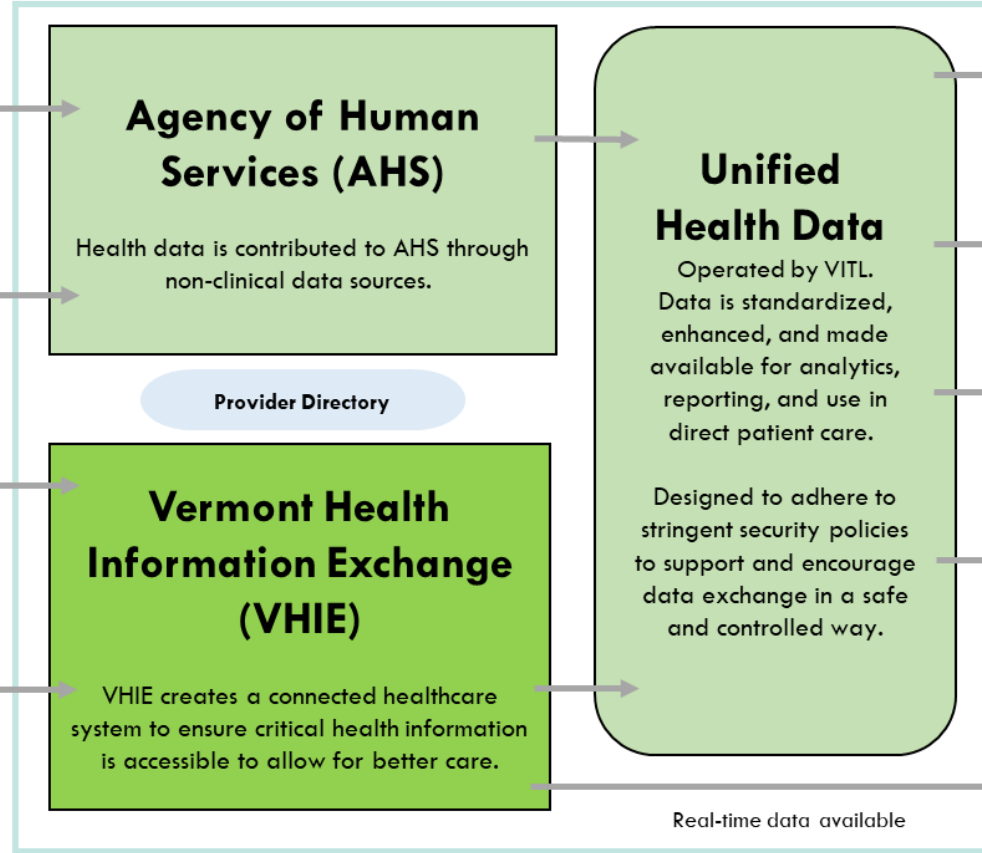 Agency of Human
Services (AHS)
Health data is contributed to AHS through
non-clinical data sources.
Provider Directory
Vermont Health
Information Exchange
(VHIE)
VHIE creates a connected healthcare
system to ensure critical health information
is accessible to allow for better care.
Unified
Health Data
Operated by VITL.
Data is standardized,
enhanced, and made
available for analytics,
reporting, and use in
direct patient care.
Designed to adhere to
stringent security policies
to support and encourage
data exchange in a safe
and controlled way.
Real-time data available